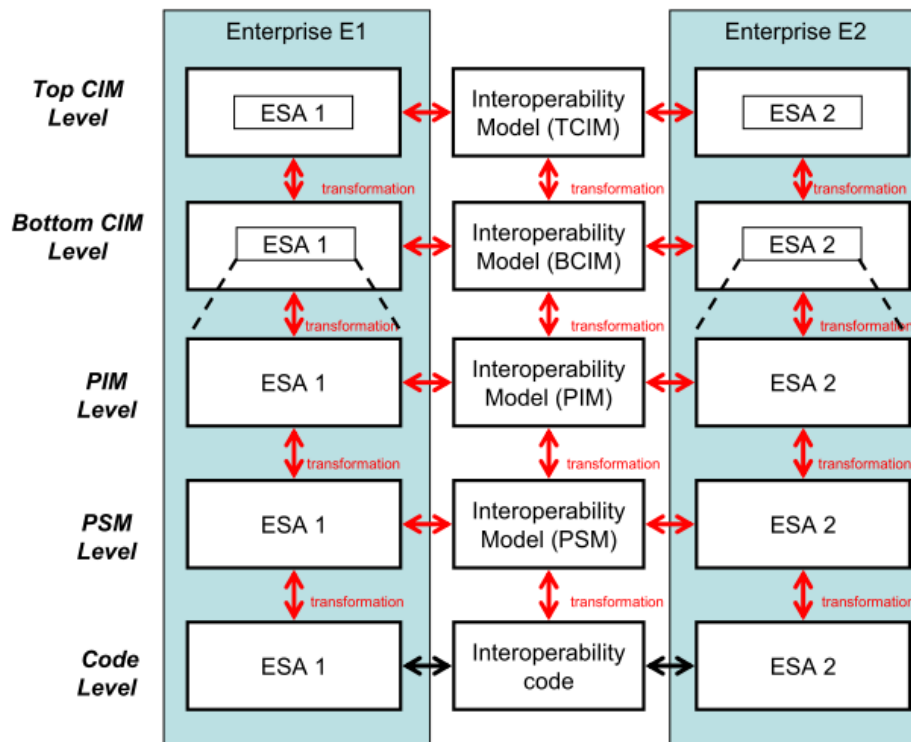 Enterprise E1
Enterprise E2
Top CIM
Level
ESA 1
Interoperability
Model (TCIM)
ESA 2
transformation
transformation
transformation
Bottom CIM
Level
ESA 1
Interoperability
Model (BCIM)
ESA 2
transformation
transformation
transformation
PIM
Level
ESA 1
Interoperability
Model (PIM)
ESA 2
transformation
transformation
transformation
PSM
Level
ESA 1
Interoperability
Model (PSM)
ESA 2
transformation
transformation
transformation
Code
Level
ESA 1
Interoperability
code
ESA 2